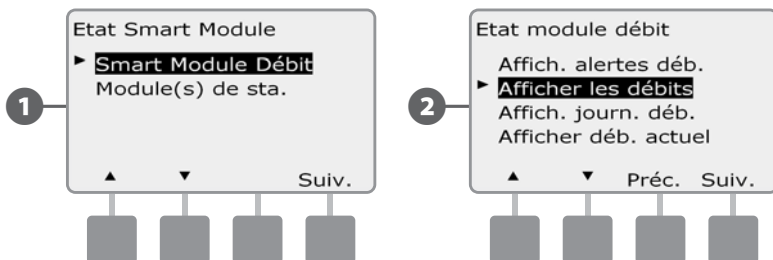 1
Etat Smart Module
► Smart Module Débit
Module(s) de sta.
▲ ▼ Suiv.
2
Etat module débit
Affich. alertes déb.
► Afficher les débits
Affich. journ. déb.
Afficher déb. actuel
▲ ▼ Préc. Suiv.